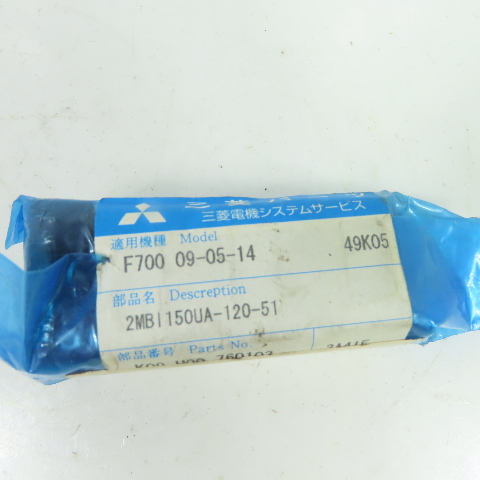 三菱電機システムサービス
適用機種 Model
F700 09-05-14 49K05
部品名 Descreption
2MBI150UA-120-51
部品番号 Parts No.